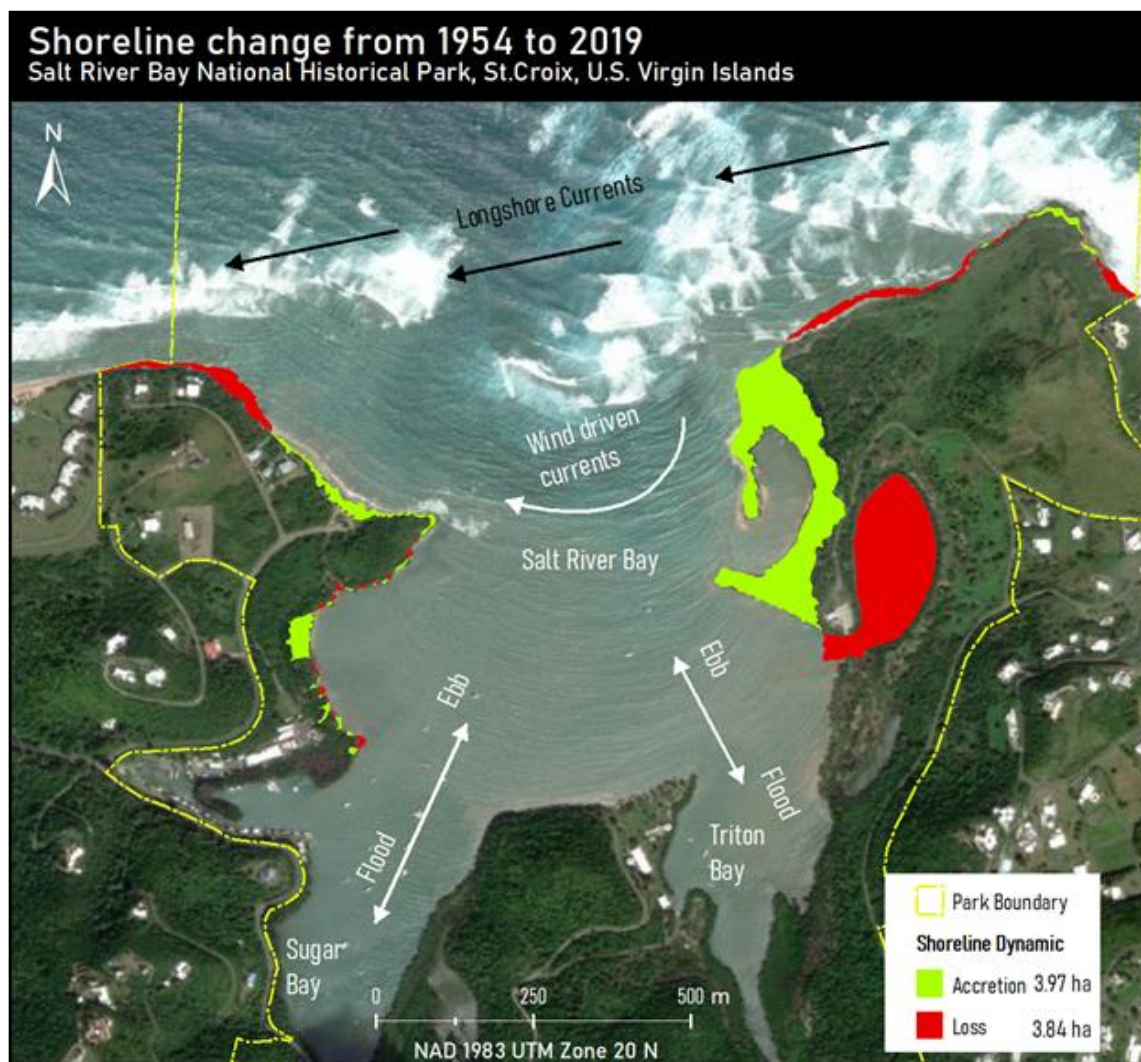 Shoreline change from 1954 to 2019
Salt River Bay National Historical Park, St.Croix, U.S. Virgin Islands
N
Longshore Currents
Wind driven
currents
Salt River Bay
Ebb
Flood
Ebb
Flood
Triton
Bay
Sugar
Bay
0 250 500 m
NAD 1983 UTM Zone 20 N
Park Boundary
Shoreline Dynamic
Accretion 3.97 ha
Loss 3.84 ha